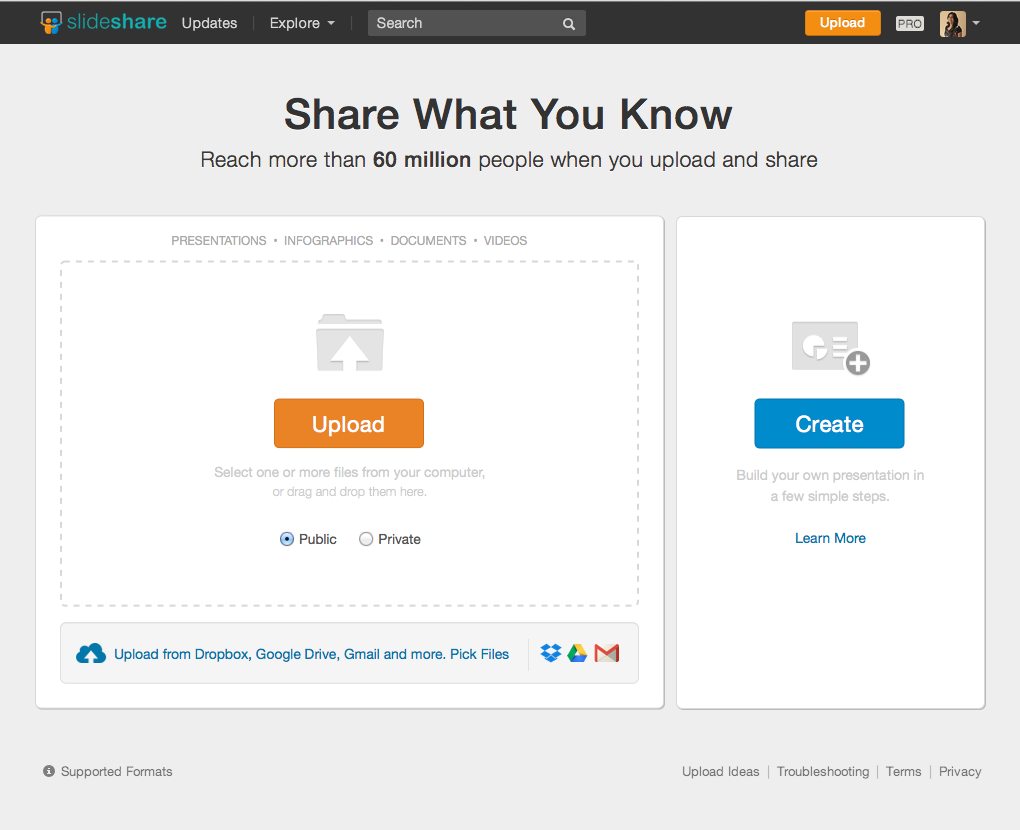 slideshare Updates Explore Search Upload PRO
Share What You Know
Reach more than 60 million people when you upload and share
PRESENTATIONS • INFOGRAPHICS • DOCUMENTS • VIDEOS
Upload
Select one or more files from your computer,
or drag and drop them here.
Public Private
Upload from Dropbox, Google Drive, Gmail and more. Pick Files
Create
Build your own presentation in
a few simple steps.
Learn More
Supported Formats
Upload Ideas | Troubleshooting | Terms | Privacy